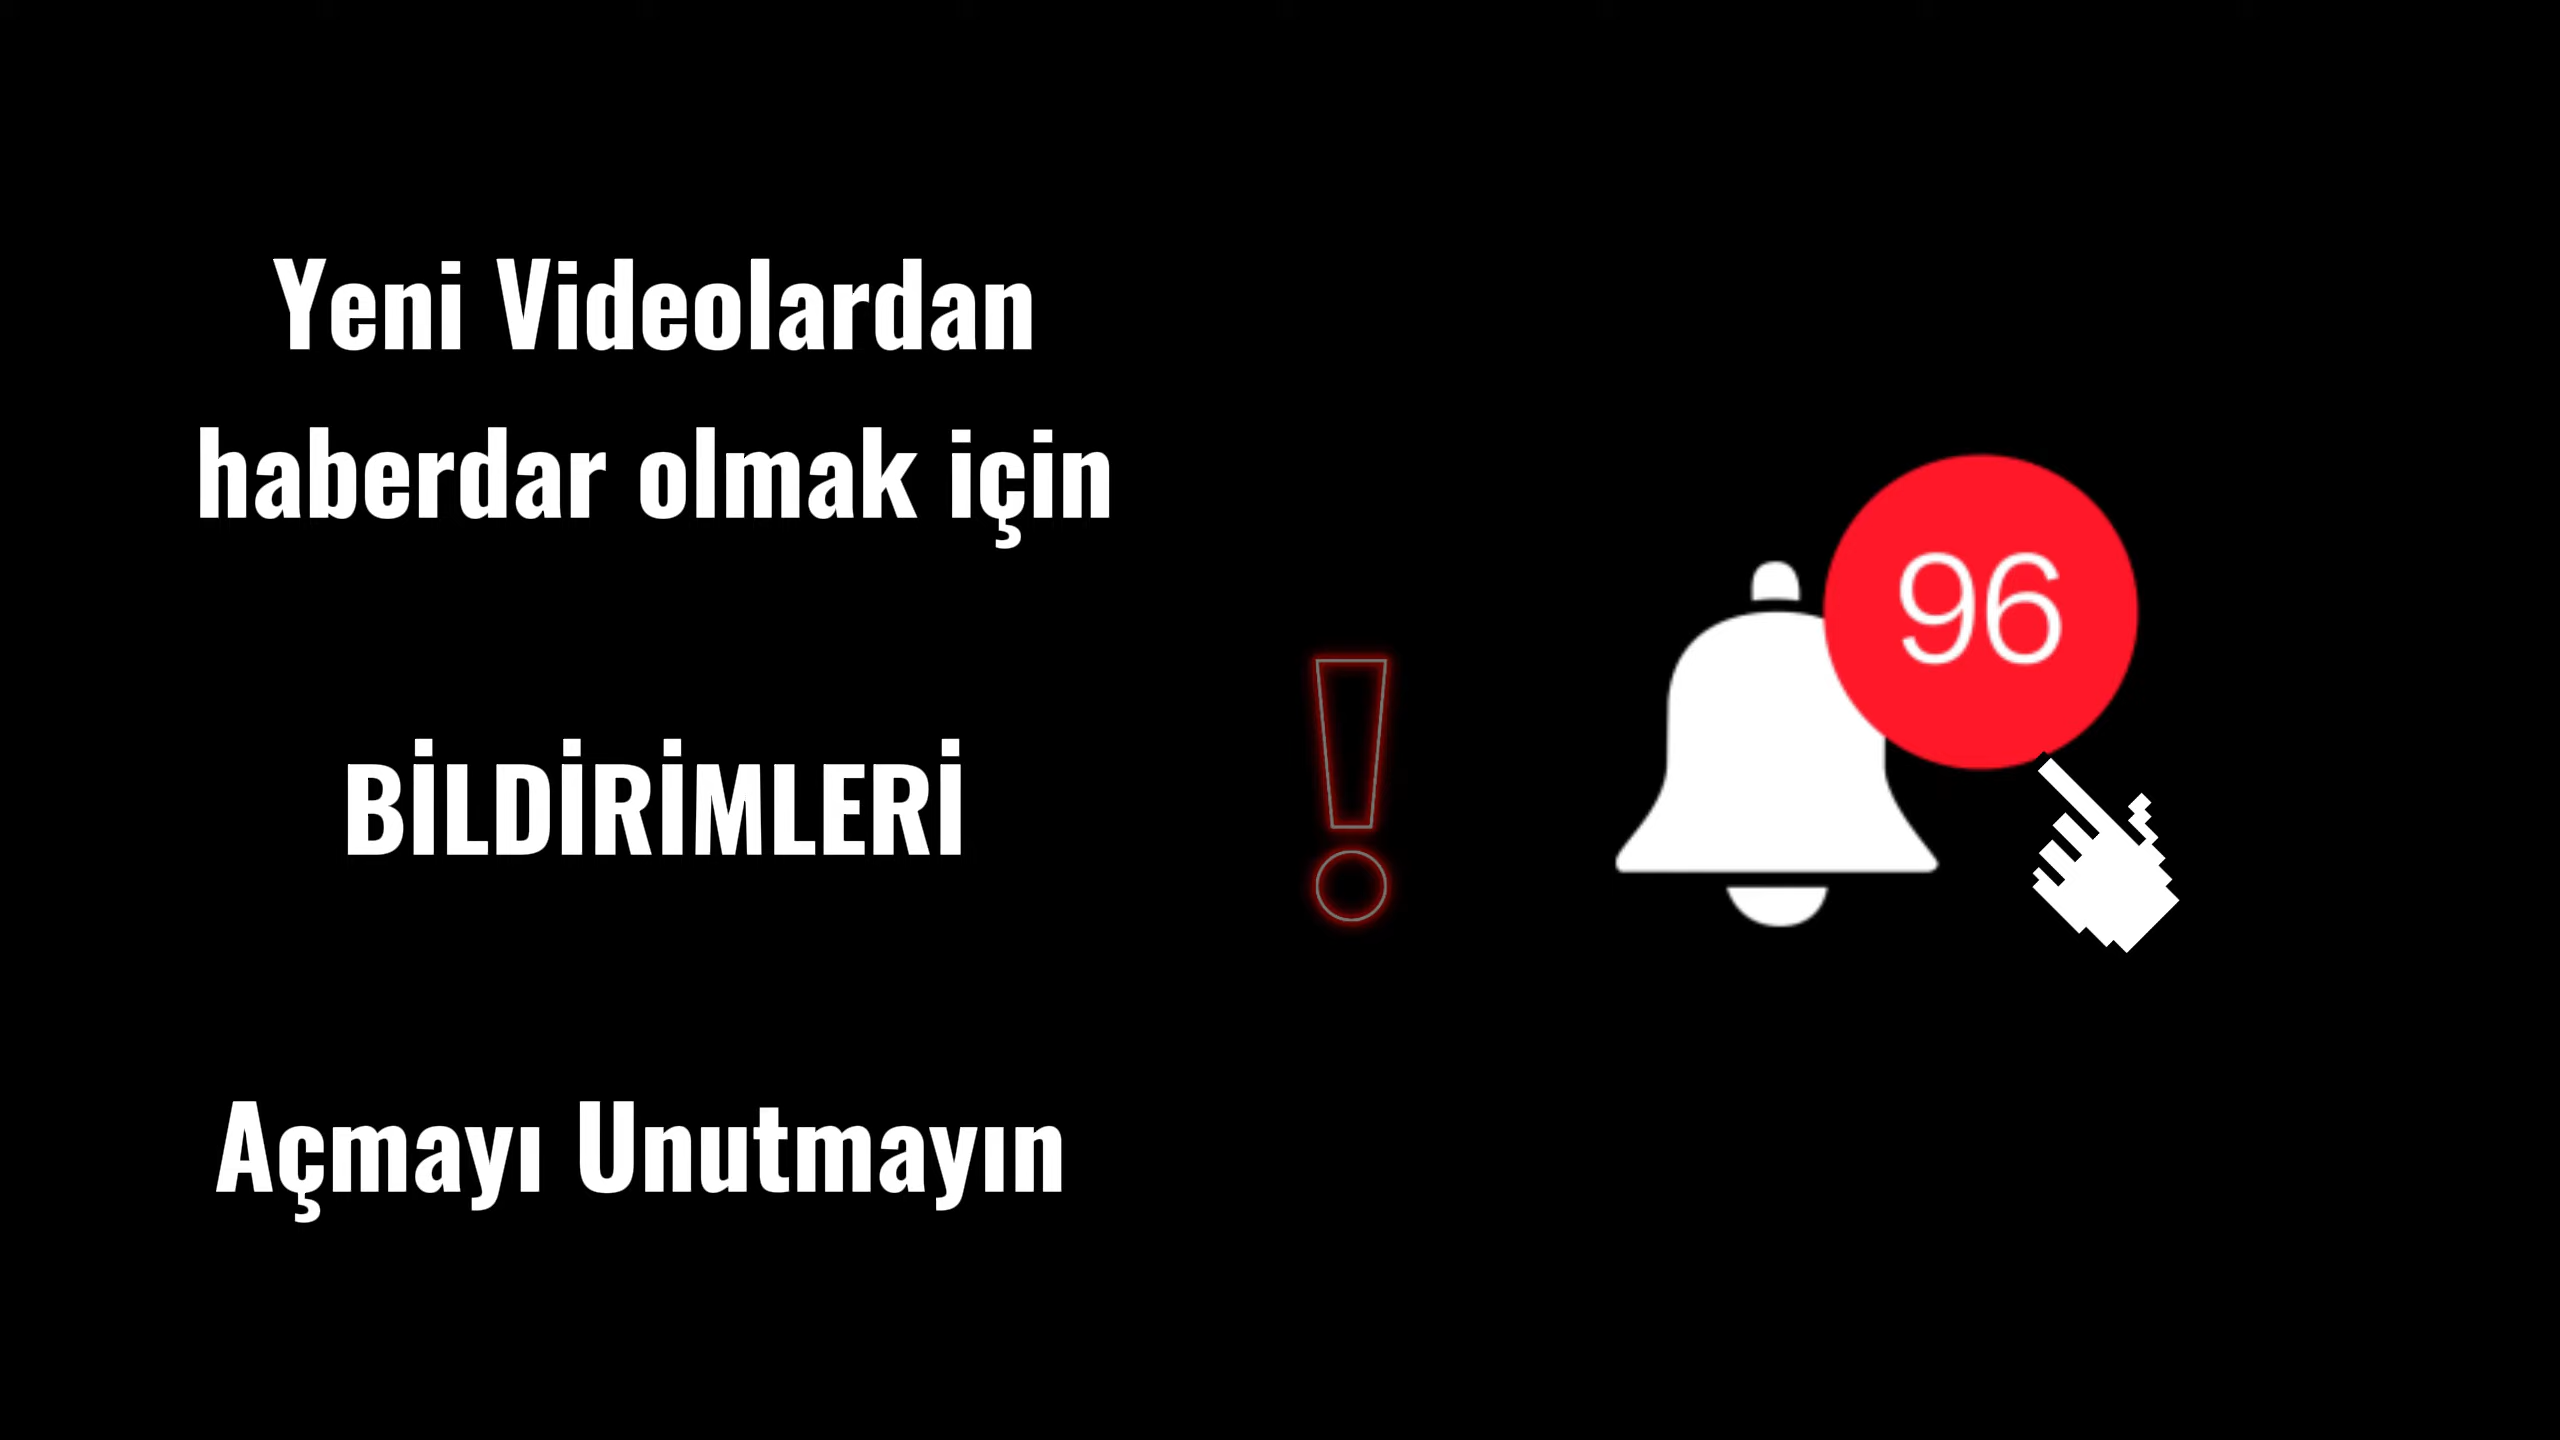 Yeni Videolardan
haberdar olmak için
BİLDİRİMLERİ
Açmayı Unutmayın
!
96